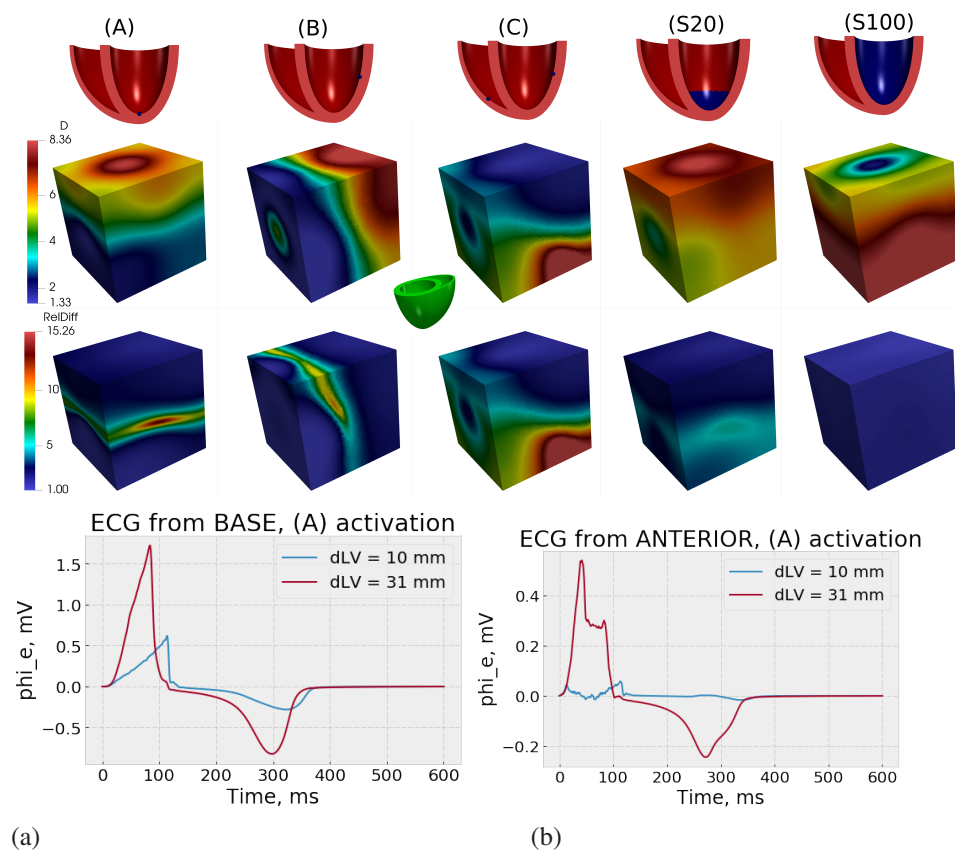 (A) (B) (C) (S20) (S100)
D
8.36
6
4
2
1.33
RelDiff
15.26
10
5
1.00
ECG from BASE, (A) activation
dLV = 10 mm
dLV = 31 mm
phi_e, mV
1.5
1.0
0.5
0.0
−0.5
0 100 200 300 400 500 600
Time, ms
ECG from ANTERIOR, (A) activation
dLV = 10 mm
dLV = 31 mm
phi_e, mV
0.4
0.2
0.0
−0.2
0 100 200 300 400 500 600
Time, ms
(a) (b)